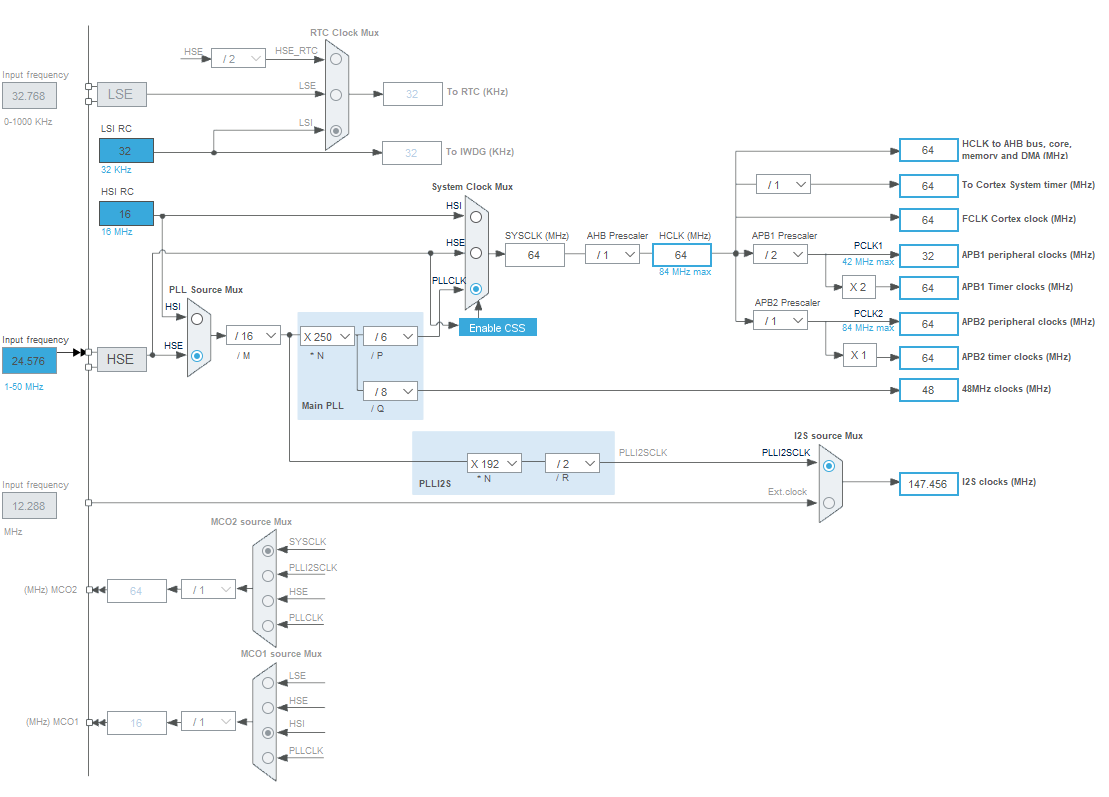 RTC Clock Mux
HSE
/ 2
HSE_RTC
Input frequency
32.768
0-1000 KHz
LSE
LSE
32
To RTC (KHz)
LSI RC
LSI
32
32 KHz
32
To IWDG (KHz)
HSI RC
16
16 MHz
System Clock Mux
HSI
HSE
PLLCLK
Enable CSS
SYSCLK (MHz)
64
AHB Prescaler
/ 1
HCLK (MHz)
64
84 MHz max
64
HCLK to AHB bus, core,
memory and DMA (MHz)
/ 1
64
To Cortex System timer (MHz)
64
FCLK Cortex clock (MHz)
APB1 Prescaler
/ 2
PCLK1
42 MHz max
32
APB1 peripheral clocks (MHz)
X 2
64
APB1 Timer clocks (MHz)
APB2 Prescaler
/ 1
PCLK2
84 MHz max
64
APB2 peripheral clocks (MHz)
X 1
64
APB2 timer clocks (MHz)
48
48MHz clocks (MHz)
PLL Source Mux
HSI
HSE
Input frequency
24.576
1-50 MHz
HSE
/ 16
/ M
X 250
* N
/ 6
/ P
/ 8
/ Q
Main PLL
X 192
* N
/ 2
/ R
PLLI2S
PLLI2SCLK
I2S source Mux
PLLI2SCLK
Ext.clock
147.456
I2S clocks (MHz)
Input frequency
12.288
MHz
MCO2 source Mux
SYSCLK
PLLI2SCLK
HSE
PLLCLK
(MHz) MCO2
64
/ 1
MCO1 source Mux
LSE
HSE
HSI
PLLCLK
(MHz) MCO1
16
/ 1